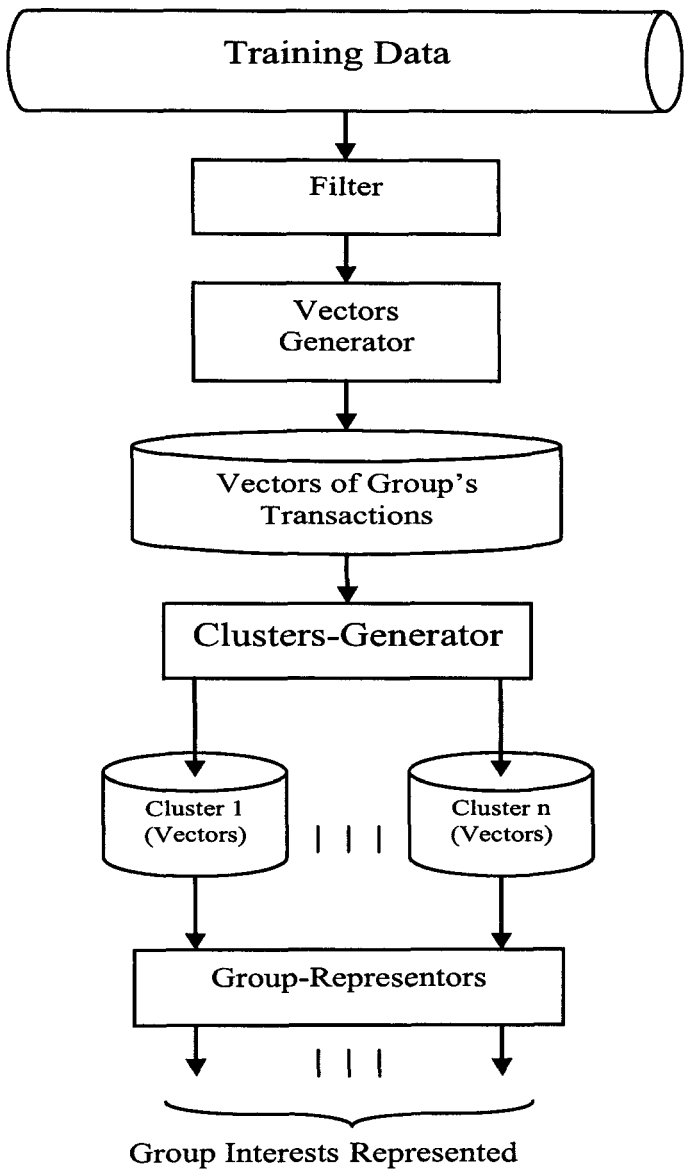 Training Data
Filter
Vectors
Generator
Vectors of Group's
Transactions
Clusters-Generator
Cluster 1
(Vectors)
Cluster n
(Vectors)
Group-Representors
Group Interests Represented